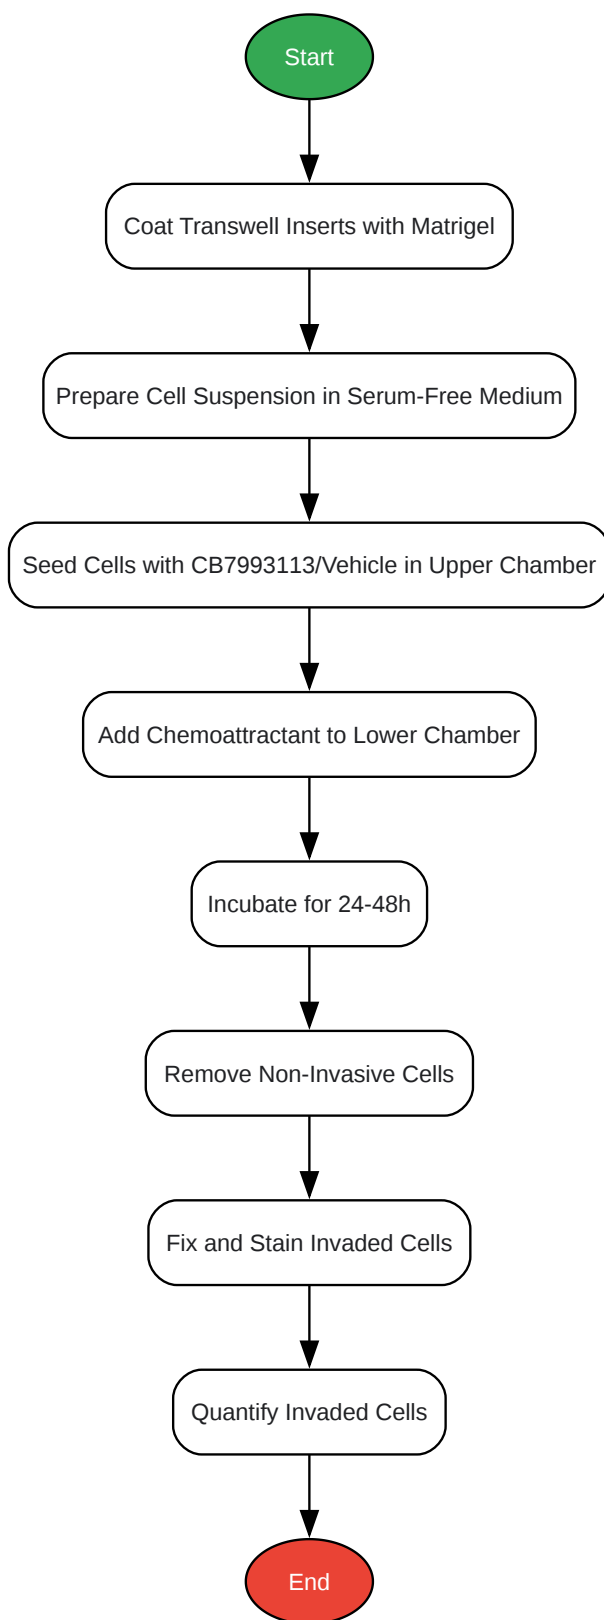 Start
Coat Transwell Inserts with Matrigel
Prepare Cell Suspension in Serum-Free Medium
Seed Cells with CB7993113/Vehicle in Upper Chamber
Add Chemoattractant to Lower Chamber
Incubate for 24-48h
Remove Non-Invasive Cells
Fix and Stain Invaded Cells
Quantify Invaded Cells
End